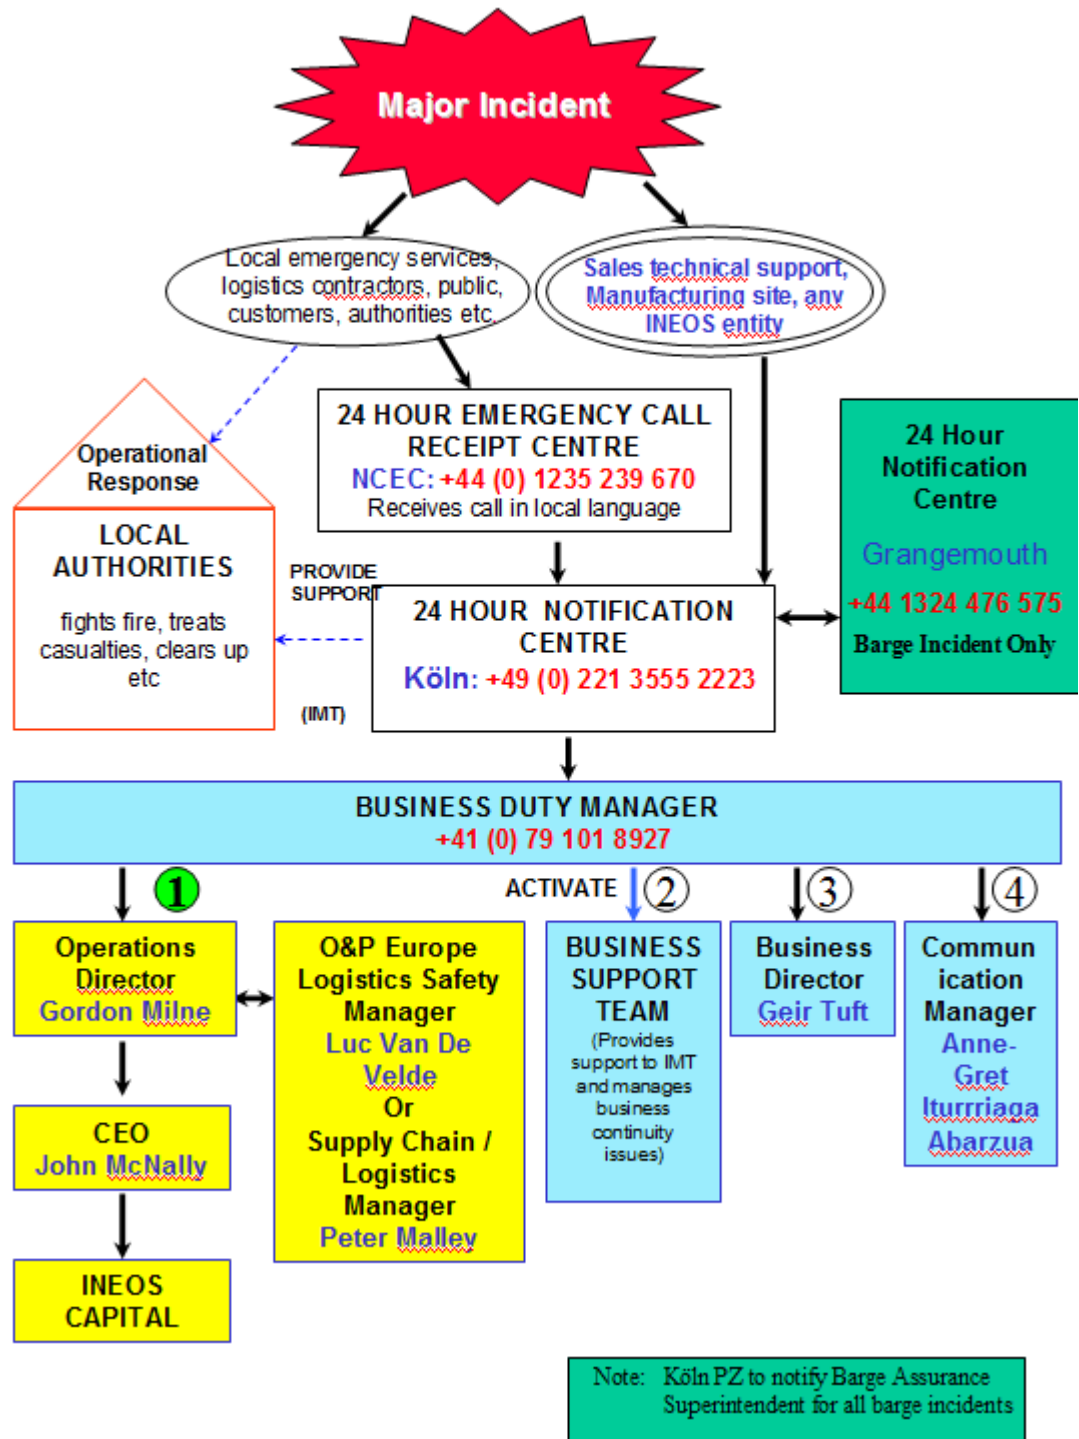 Major Incident
Local emergency services,
logistics contractors, public,
customers, authorities etc.
Sales technical support,
Manufacturing site, any
INEOS entity
24 HOUR EMERGENCY CALL
RECEIPT CENTRE
NCEC: +44 (0) 1235 239 670
Receives call in local language
24 Hour
Notification
Centre
Grangemouth
+44 1324 476 575
Barge Incident Only
Operational
Response
LOCAL
AUTHORITIES
fights fire, treats
casualties, clears up
etc
PROVIDE
SUPPORT
(IMT)
24 HOUR NOTIFICATION
CENTRE
Köln: +49 (0) 221 3555 2223
BUSINESS DUTY MANAGER
+41 (0) 79 101 8927
1
ACTIVATE
2
3
4
Operations
Director
Gordon Milne
O&P Europe
Logistics Safety
Manager
Luc Van De
Velde
Or
Supply Chain /
Logistics
Manager
Peter Malley
BUSINESS
SUPPORT
TEAM
(Provides
support to IMT
and manages
business
continuity
issues)
Business
Director
Geir Tuft
Commun
ication
Manager
Anne-
Gret
Iturrriaga
Abarzua
CEO
John McNally
INEOS
CAPITAL
Note: Köln PZ to notify Barge Assurance
Superintendent for all barge incidents